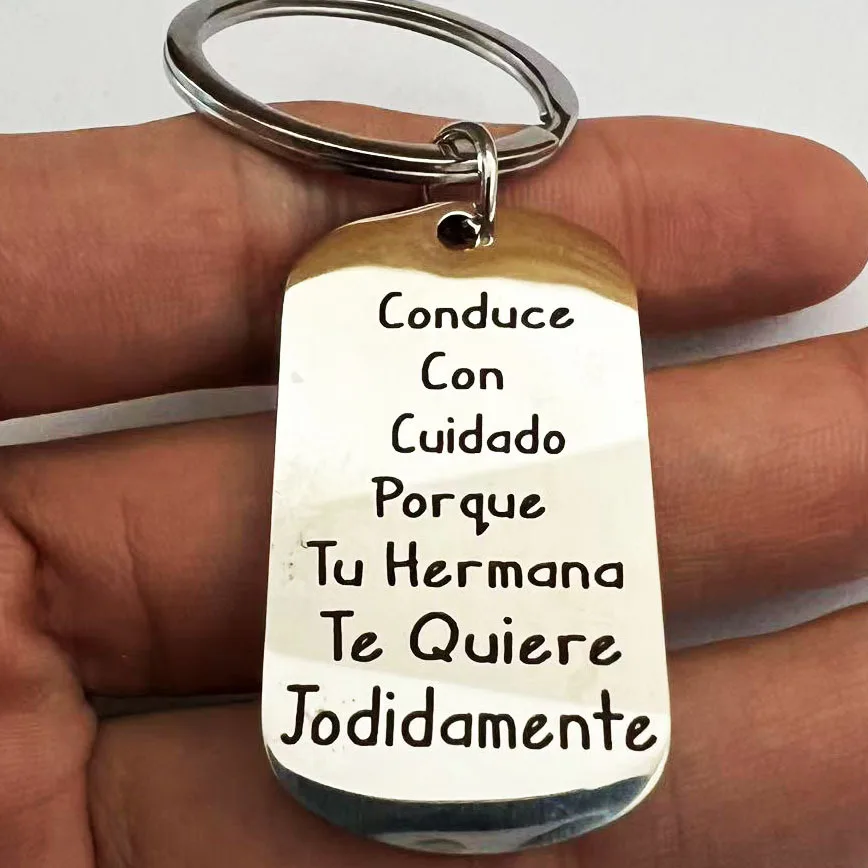 Conduce
Con
Cuidado
Porque
Tu Hermana
Te Quiere
Jodidamente